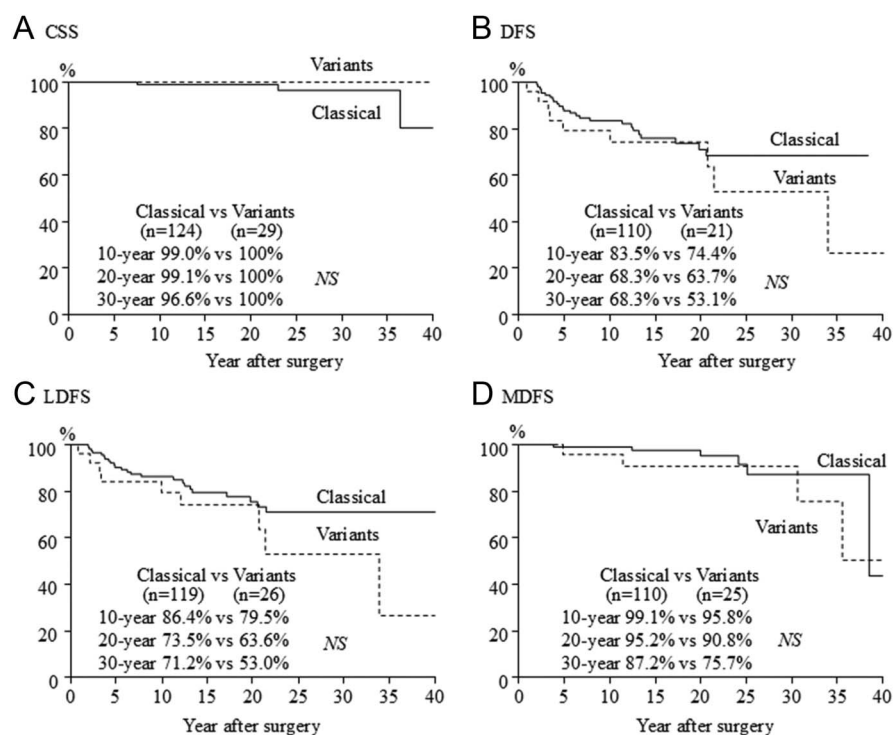 A CSS
%
100
80
60
40
20
0
Variants
Classical
Classical vs Variants
(n=124) (n=29)
10-year 99.0% vs 100%
20-year 99.1% vs 100%
30-year 96.6% vs 100%
NS
0 5 10 15 20 25 30 35 40
Year after surgery
B DFS
%
100
80
60
40
20
0
Classical
Variants
Classical vs Variants
(n=110) (n=21)
10-year 83.5% vs 74.4%
20-year 68.3% vs 63.7%
30-year 68.3% vs 53.1%
NS
0 5 10 15 20 25 30 35 40
Year after surgery
C LDFS
%
100
80
60
40
20
0
Classical
Variants
Classical vs Variants
(n=119) (n=26)
10-year 86.4% vs 79.5%
20-year 73.5% vs 63.6%
30-year 71.2% vs 53.0%
NS
0 5 10 15 20 25 30 35 40
Year after surgery
D MDFS
%
100
80
60
40
20
0
Classical
Variants
Classical vs Variants
(n=110) (n=25)
10-year 99.1% vs 95.8%
20-year 95.2% vs 90.8%
30-year 87.2% vs 75.7%
NS
0 5 10 15 20 25 30 35 40
Year after surgery